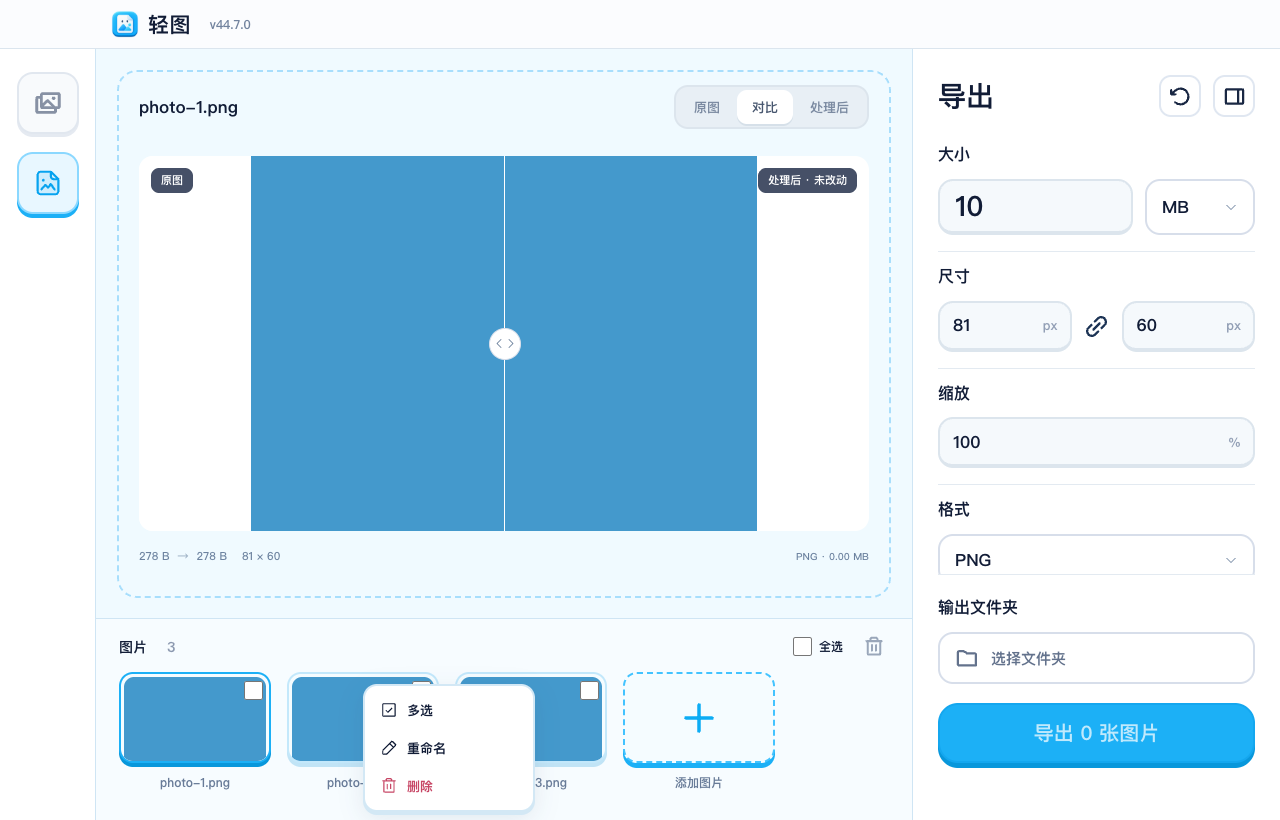 轻图 v44.7.0
photo-1.png
原图 对比 处理后
原图
处理后 · 未改动
278 B → 278 B 81 × 60
PNG · 0.00 MB
图片 3
全选
photo-1.png
photo-
3.png
添加图片
多选
重命名
删除
导出
大小
10
MB
尺寸
81 px
60 px
缩放
100 %
格式
PNG
输出文件夹
选择文件夹
导出 0 张图片